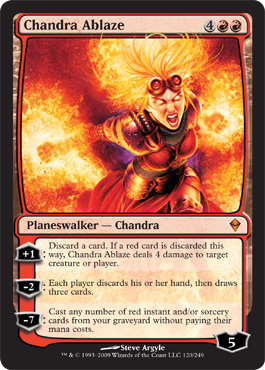 Chandra Ablaze 4
Planeswalker — Chandra
+1: Discard a card. If a red card is discarded this
way, Chandra Ablaze deals 4 damage to target
creature or player.
-2: Each player discards his or her hand, then draws
three cards.
-7: Cast any number of red instant and/or sorcery
cards from your graveyard without paying their
mana costs.
5
Steve Argyle
™ & © 1993-2009 Wizards of the Coast LLC 120/249